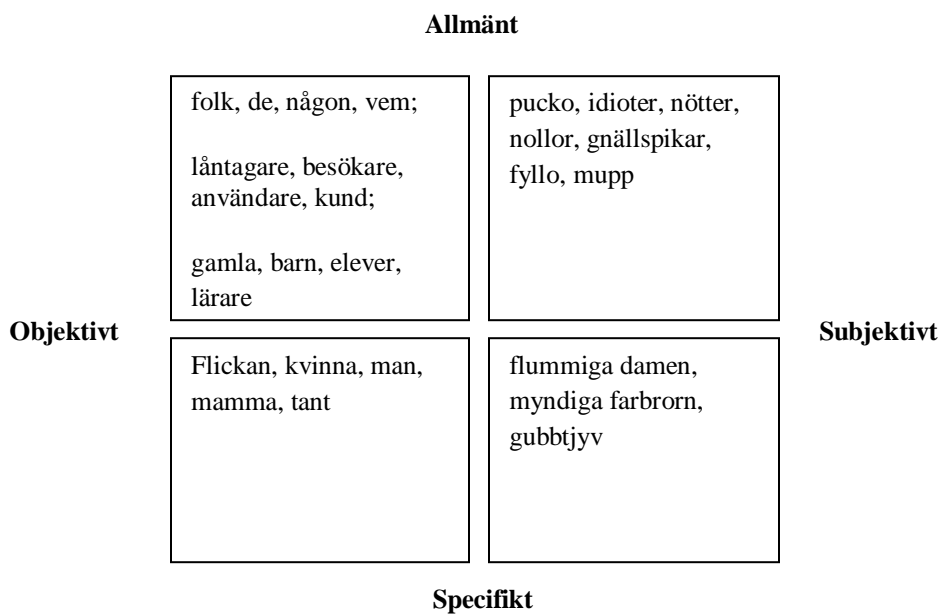 Allmänt
folk, de, någon, vem;
låntagare, besökare,
användare, kund;
gamla, barn, elever,
lärare
pucko, idioter, nötter,
nollor, gnällspikar,
fyllo, mupp
Objektivt
Subjektivt
Flickan, kvinna, man,
mamma, tant
flummiga damen,
myndiga farbrorn,
gubbtjyv
Specifikt